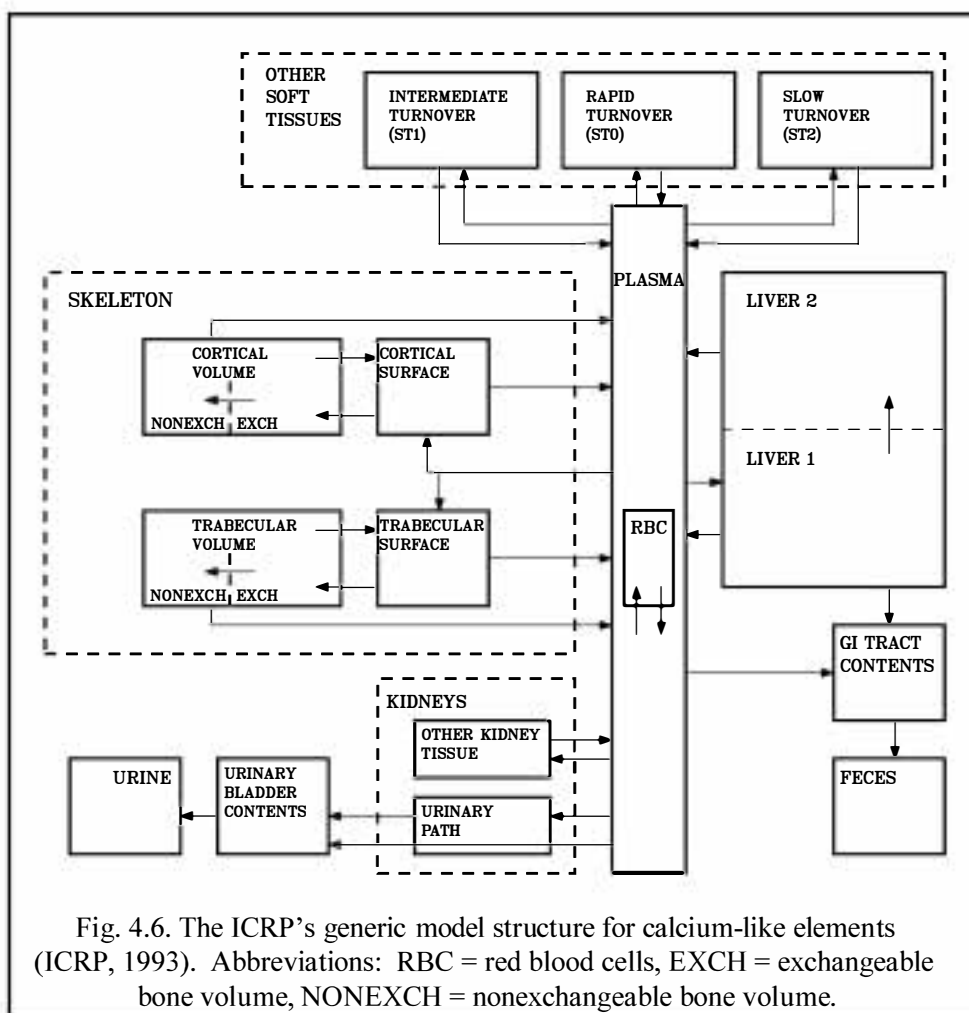 OTHER
SOFT
TISSUES
INTERMEDIATE
TURNOVER
(ST1)
RAPID
TURNOVER
(ST0)
SLOW
TURNOVER
(ST2)
SKELETON
CORTICAL
VOLUME
NONEXCH EXCH
CORTICAL
SURFACE
TRABECULAR
VOLUME
NONEXCH EXCH
TRABECULAR
SURFACE
PLASMA
RBC
LIVER 2
LIVER 1
GI TRACT
CONTENTS
FECES
KIDNEYS
OTHER KIDNEY
TISSUE
URINARY
PATH
URINARY
BLADDER
CONTENTS
URINE
Fig. 4.6. The ICRP’s generic model structure for calcium-like elements
(ICRP, 1993). Abbreviations: RBC = red blood cells, EXCH = exchangeable
bone volume, NONEXCH = nonexchangeable bone volume.